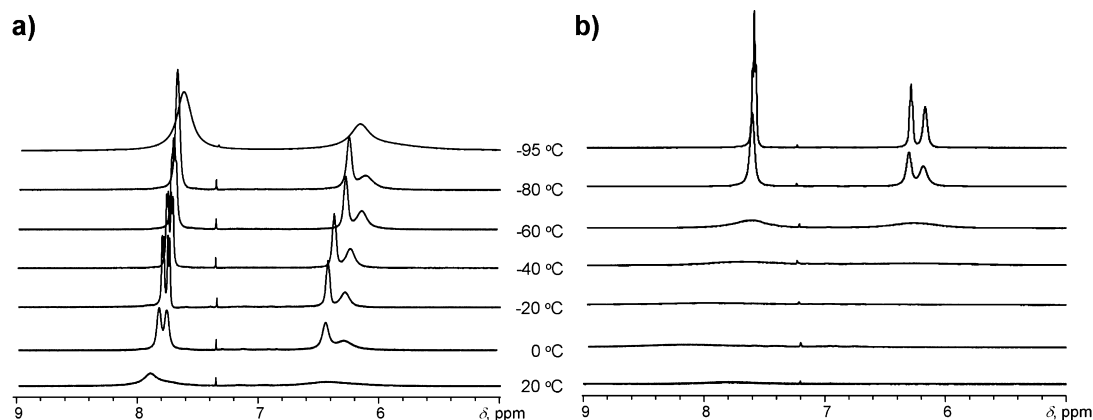 a)
b)
-95 ºC
-80 ºC
-60 ºC
-40 ºC
-20 ºC
0 ºC
20 ºC
9 8 7 6 δ, ppm
9 8 7 6 δ, ppm